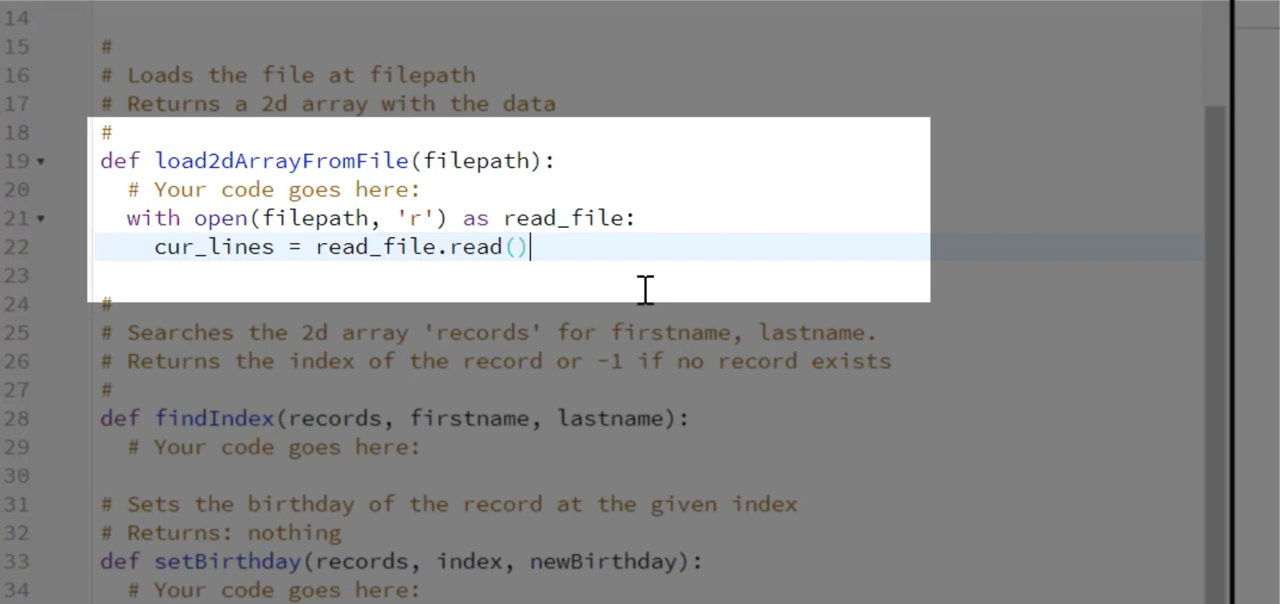 14
15 #
16 # Loads the file at filepath
17 # Returns a 2d array with the data
18 #
19 def load2dArrayFromFile(filepath):
20 # Your code goes here:
21 with open(filepath, 'r') as read_file:
22 cur_lines = read_file.read()
23
24 #
25 # Searches the 2d array 'records' for firstname, lastname.
26 # Returns the index of the record or -1 if no record exists
27 #
28 def findIndex(records, firstname, lastname):
29 # Your code goes here:
30
31 # Sets the birthday of the record at the given index
32 # Returns: nothing
33 def setBirthday(records, index, newBirthday):
34 # Your code goes here: